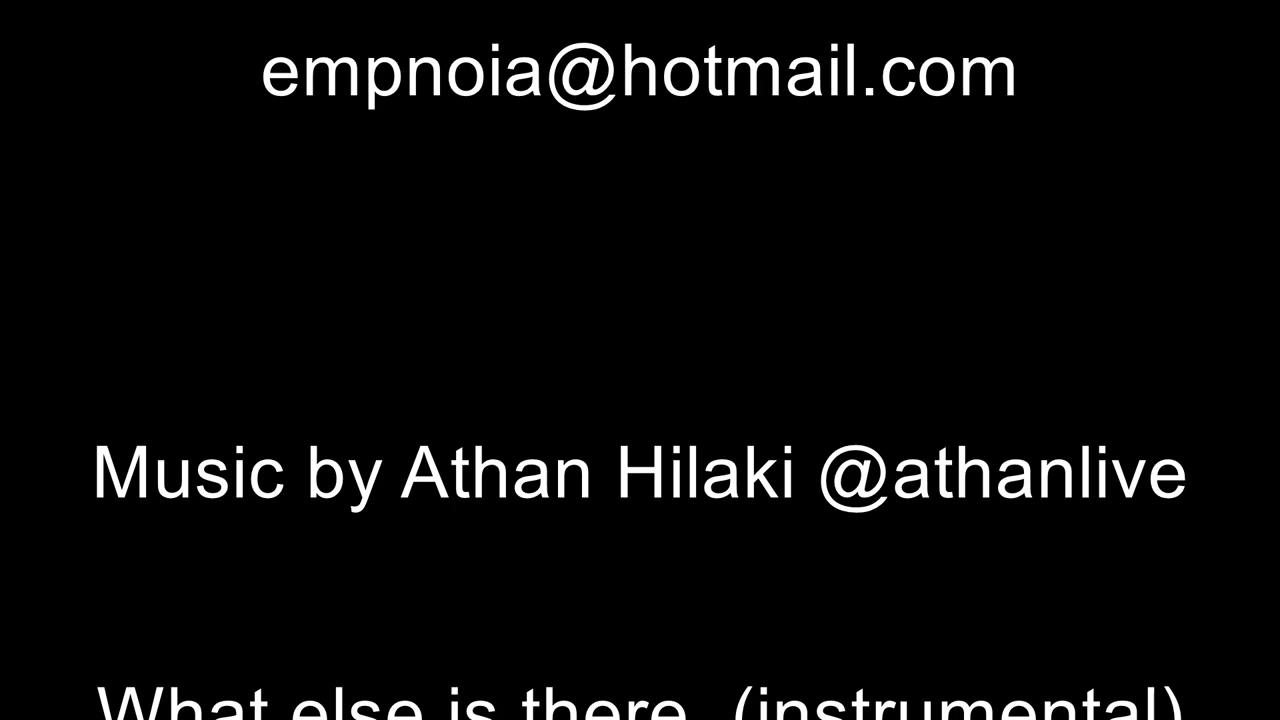 empnoia@hotmail.com
Music by Athan Hilaki @athanlive
What else is there (instrumental)